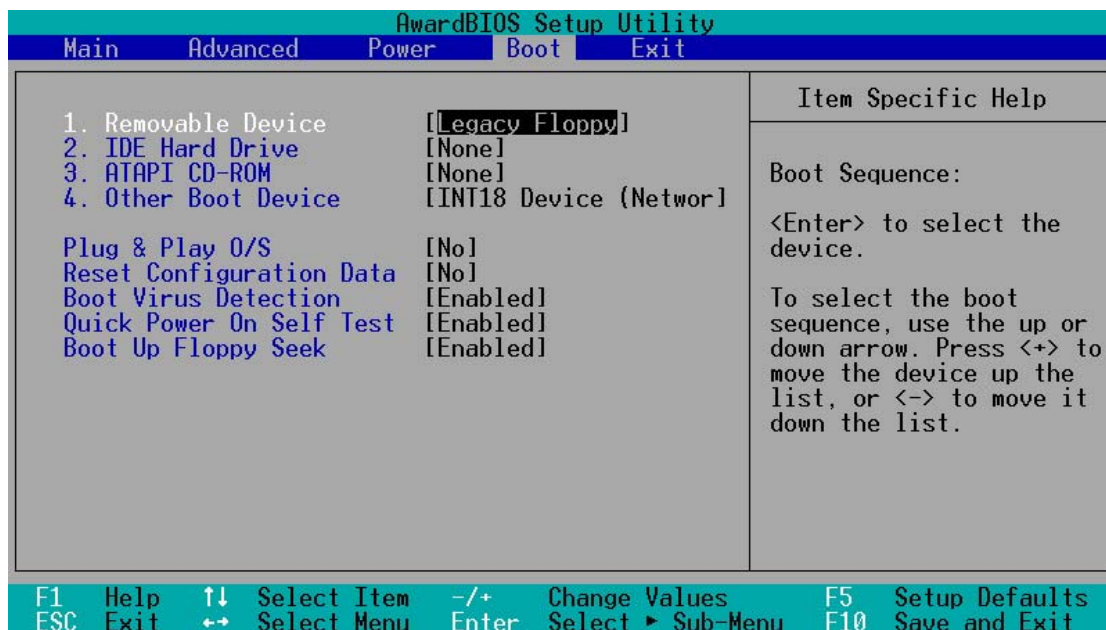 AwardBIOS Setup Utility
Main Advanced Power Boot Exit
1. Removable Device [Legacy Floppy]
2. IDE Hard Drive [None]
3. ATAPI CD-ROM [None]
4. Other Boot Device [INT18 Device (Networ]
Plug & Play O/S [No]
Reset Configuration Data [No]
Boot Virus Detection [Enabled]
Quick Power On Self Test [Enabled]
Boot Up Floppy Seek [Enabled]
Item Specific Help
Boot Sequence:
<Enter> to select the
device.
To select the boot
sequence, use the up or
down arrow. Press <+> to
move the device up the
list, or <-> to move it
down the list.
F1 Help ↑↓ Select Item -/+ Change Values F5 Setup Defaults
ESC Exit ←→ Select Menu Enter Select ► Sub-Menu F10 Save and Exit